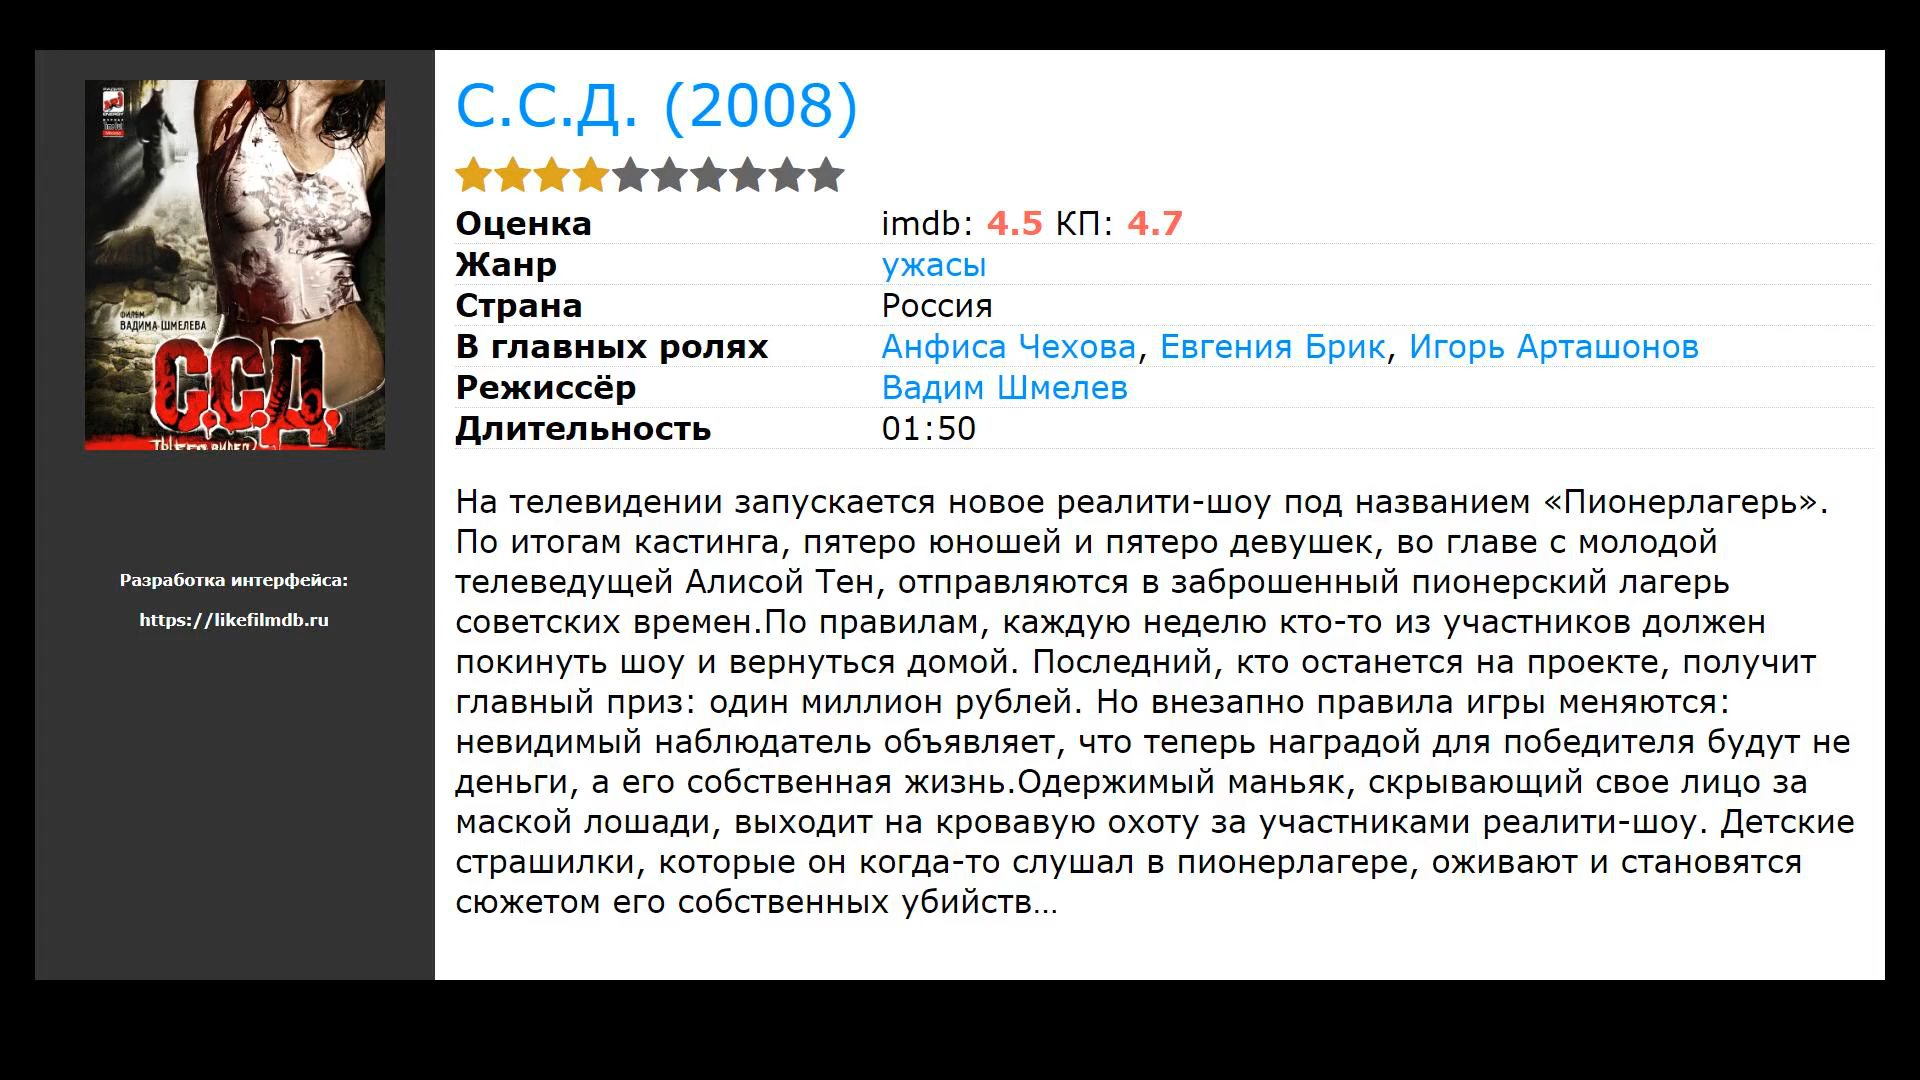 С.С.Д. (2008)
Оценка imdb: 4.5 КП: 4.7
Жанр ужасы
Страна Россия
В главных ролях Анфиса Чехова, Евгения Брик, Игорь Арташонов
Режиссёр Вадим Шмелев
Длительность 01:50
На телевидении запускается новое реалити-шоу под названием «Пионерлагерь».
По итогам кастинга, пятеро юношей и пятеро девушек, во главе с молодой
телеведущей Алисой Тен, отправляются в заброшенный пионерский лагерь
советских времен.По правилам, каждую неделю кто-то из участников должен
покинуть шоу и вернуться домой. Последний, кто останется на проекте, получит
главный приз: один миллион рублей. Но внезапно правила игры меняются:
невидимый наблюдатель объявляет, что теперь наградой для победителя будут не
деньги, а его собственная жизнь.Одержимый маньяк, скрывающий свое лицо за
маской лошади, выходит на кровавую охоту за участниками реалити-шоу. Детские
страшилки, которые он когда-то слушал в пионерлагере, оживают и становятся
сюжетом его собственных убийств…
ФИЛЬМ
ВАДИМА ШМЕЛЕВА
С.С.Д.
Разработка интерфейса:
https://likefilmdb.ru